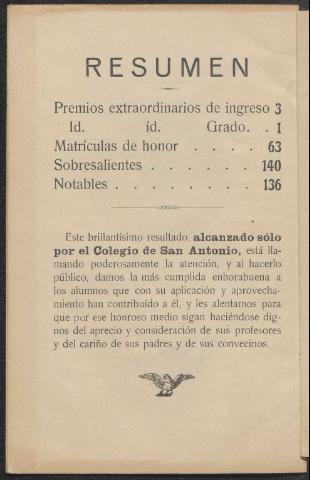 RESUMEN
Premios extraordinarios de ingreso 3
Id. íd. Grado. . 1
Matrículas de honor . . . . 63
Sobresalientes . . . . . . 140
Notables . . . . . . . . 136
Este brillantísimo resultado, alcanzado sólo
por el Colegio de San Antonio, está lla-
mando poderosamente la atención, y al hacerlo
público, damos la más cumplida enhorabuena a
los alumnos que con su aplicación y aprovecha-
miento han contribuído a él, y les alentamos para
que por ese honroso medio sigan haciéndose dig-
nos del aprecio y consideración de sus profesores
y del cariño de sus padres y de sus convecinos.